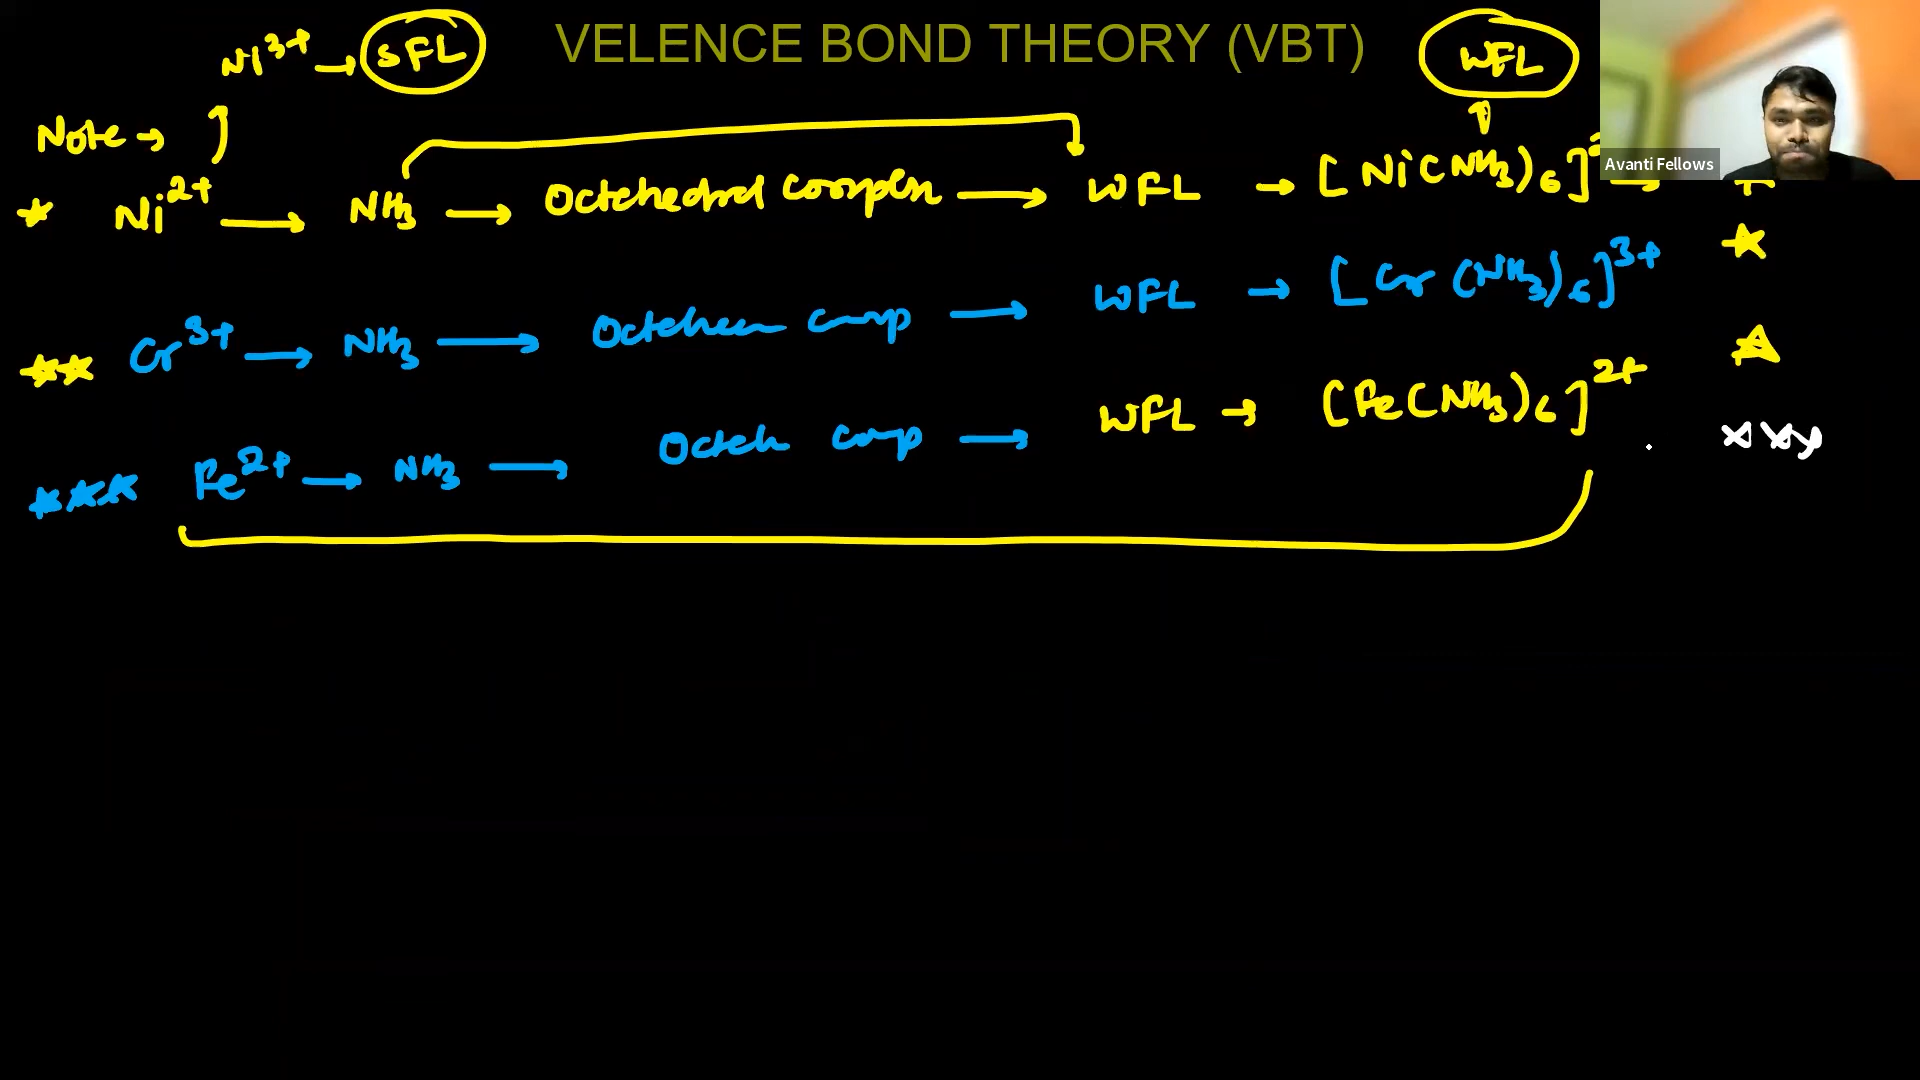 VELENCE BOND THEORY (VBT)
Ni3+ → SFL
WFL
Note →
Avanti Fellows
Ni2+ → NH3 → Octehedral complex → WFL → [Ni(NH3)6]
Cr3+ → NH3 → comp → WFL → [Cr(NH3)6]3+
Fe2+ → NH3 → Octeh comp → WFL → [Fe(NH3)6]2+